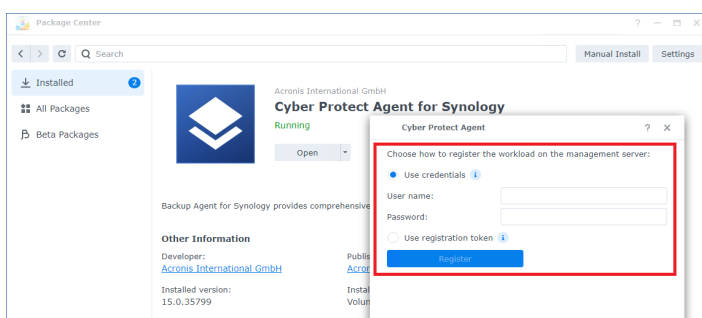 Package Center
Search
Manual Install
Settings
Installed
2
All Packages
Beta Packages
Acronis International GmbH
Cyber Protect Agent for Synology
Running
Open
Backup Agent for Synology provides comprehensive
Other Information
Developer:
Acronis International GmbH
Installed version:
15.0.35799
Cyber Protect Agent
Choose how to register the workload on the management server:
Use credentials
User name:
Password:
Use registration token
Register